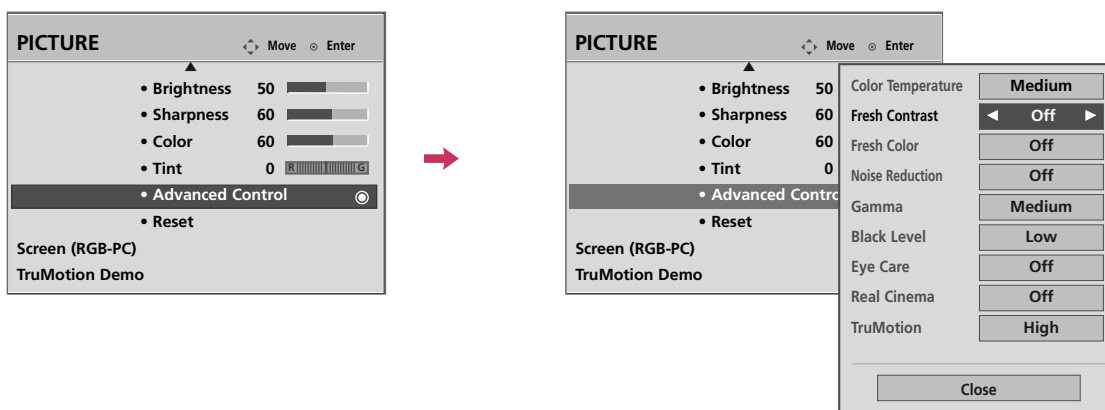 PICTURE Move Enter
• Brightness 50
• Sharpness 60
• Color 60
• Tint 0 R G
• Advanced Control
• Reset
Screen (RGB-PC)
TruMotion Demo
PICTURE Move Enter
• Brightness 50
• Sharpness 60
• Color 60
• Tint 0
• Advanced Contro
• Reset
Screen (RGB-PC)
TruMotion Demo
Color Temperature Medium
Fresh Contrast Off
Fresh Color Off
Noise Reduction Off
Gamma Medium
Black Level Low
Eye Care Off
Real Cinema Off
TruMotion High
Close